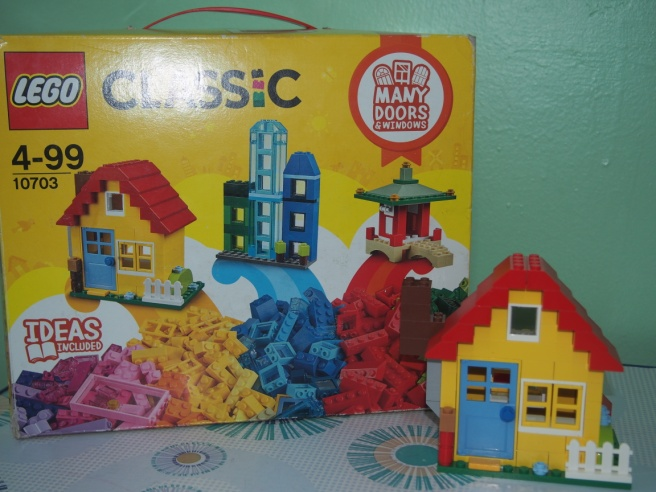 LEGO
CLASSIC
4-99
10703
MANY
DOORS
& WINDOWS
IDEAS
INCLUDED